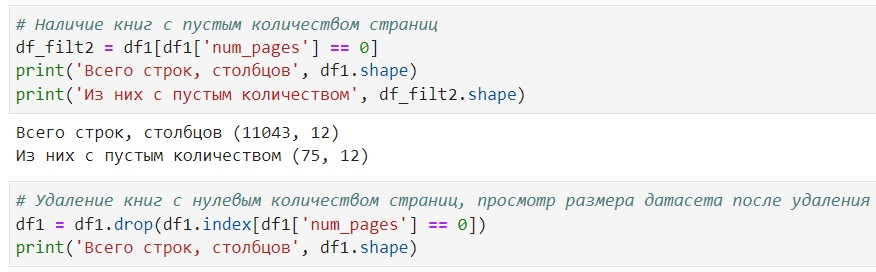 # Наличие книг с пустым количеством страниц
df_filt2 = df1[df1['num_pages'] == 0]
print('Всего строк, столбцов', df1.shape)
print('Из них с пустым количеством', df_filt2.shape)
Всего строк, столбцов (11043, 12)
Из них с пустым количеством (75, 12)
# Удаление книг с нулевым количеством страниц, просмотр размера датасета после удаления
df1 = df1.drop(df1.index[df1['num_pages'] == 0])
print('Всего строк, столбцов', df1.shape)